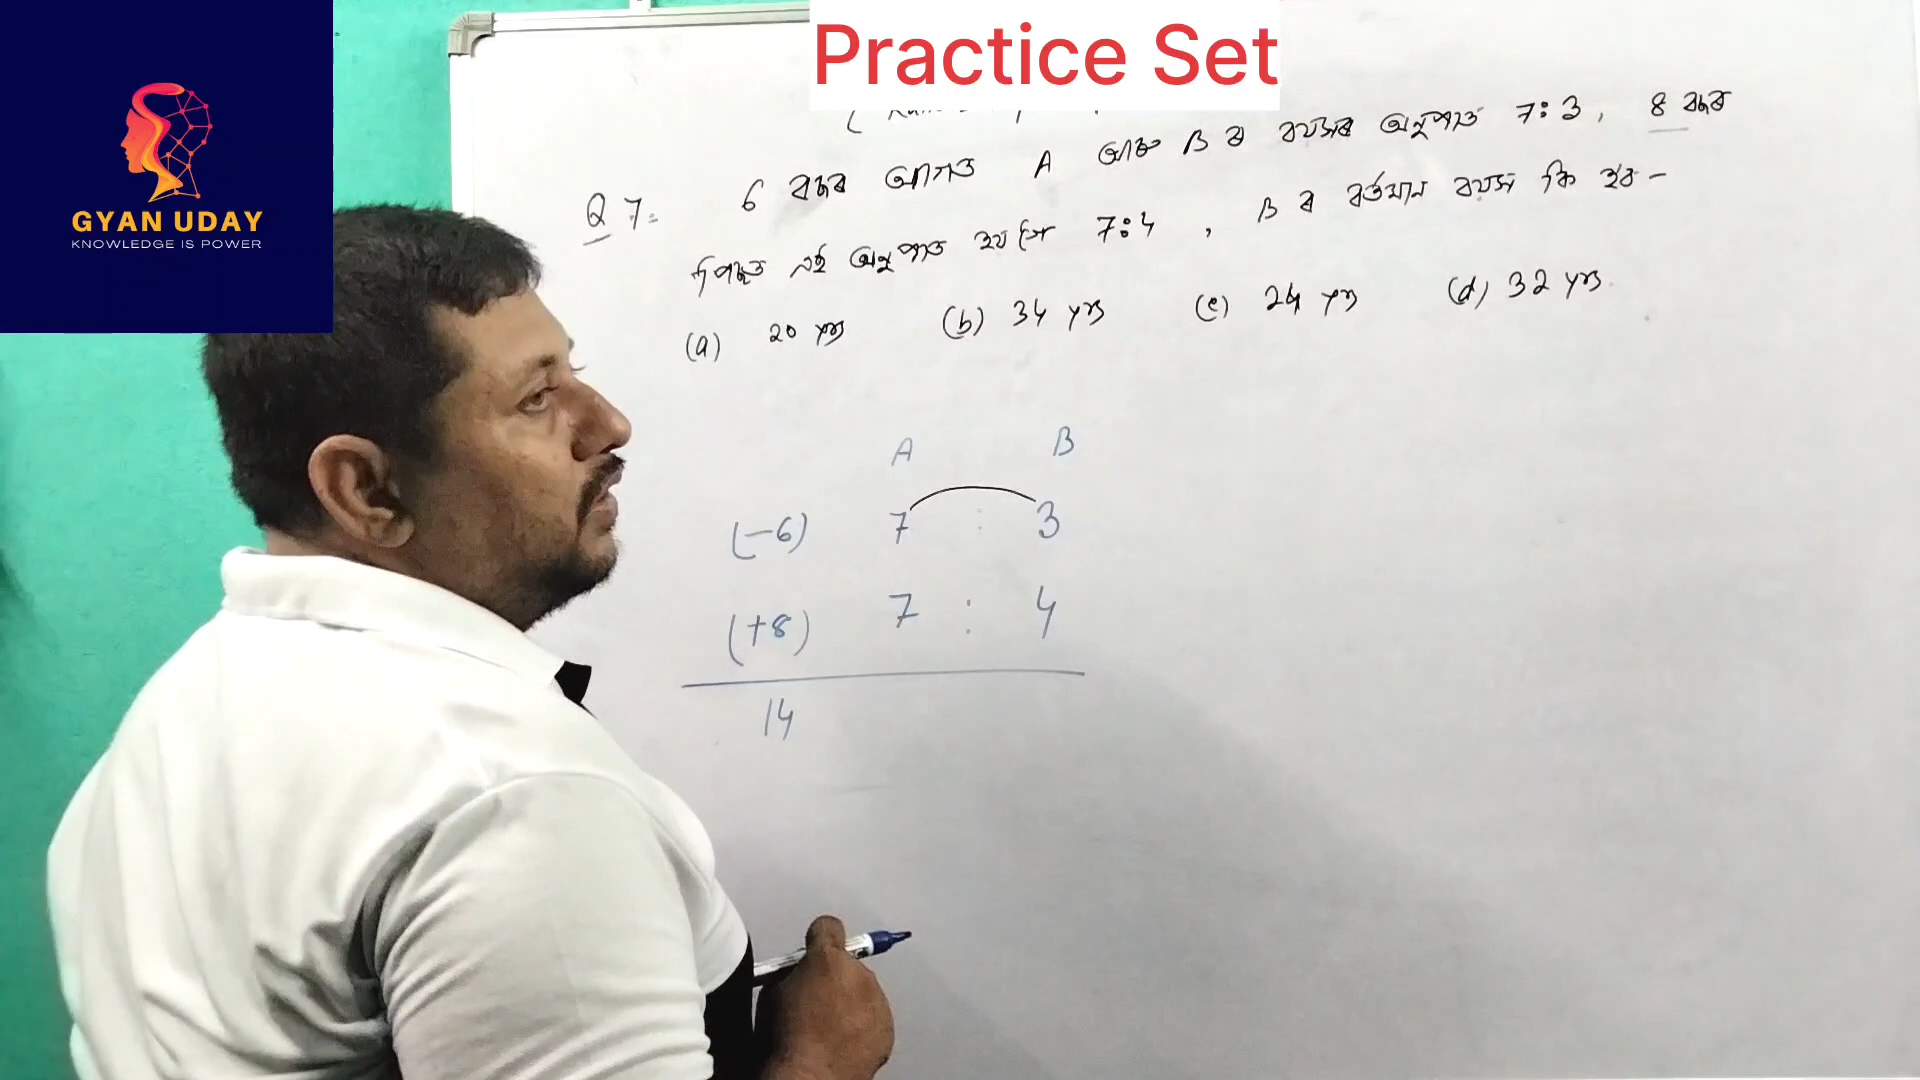 Practice Set
GYAN UDAY
KNOWLEDGE IS POWER
Q 7= 6 বছৰ আগত A আৰু B ৰ বয়সৰ অনুপাত 7:3, 8 বছৰ
পিছত এই অনুপাত হয়গৈ 7:4, B ৰ বৰ্তমান বয়স কি হব -
(a) 20 yrs (b) 34 yrs (c) 24 yrs (d) 32 yrs.
A B
(-6) 7 : 3
(+8) 7 : 4
14